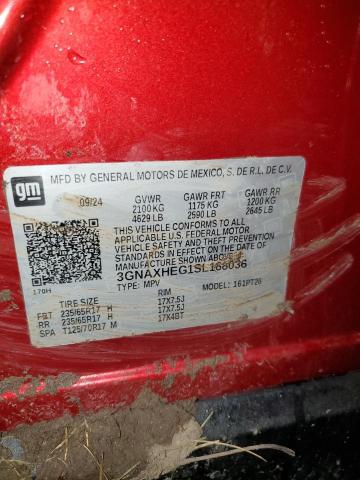 gm
MFD BY GENERAL MOTORS DE MEXICO, S. DE R.L. DE C.V.
09/24 GVWR GAWR FRT GAWR RR
2100 KG 1175 KG 1200 KG
4629 LB 2590 LB 2645 LB
THIS VEHICLE CONFORMS TO ALL
APPLICABLE U.S. FEDERAL MOTOR
VEHICLE SAFETY STANDARDS IN
EFFECT ON THE DATE OF
MANUFACTURE SHOWN ABOVE.
3GNAXHEG1SL168036
170H TYPE: MPV MODEL: 161PT26
TIRE SIZE RIM
FRT 235/65R17 H 17X7.5J
RR 235/65R17 H 17X7.5J
SPA T125/70R17 M 17X4BT